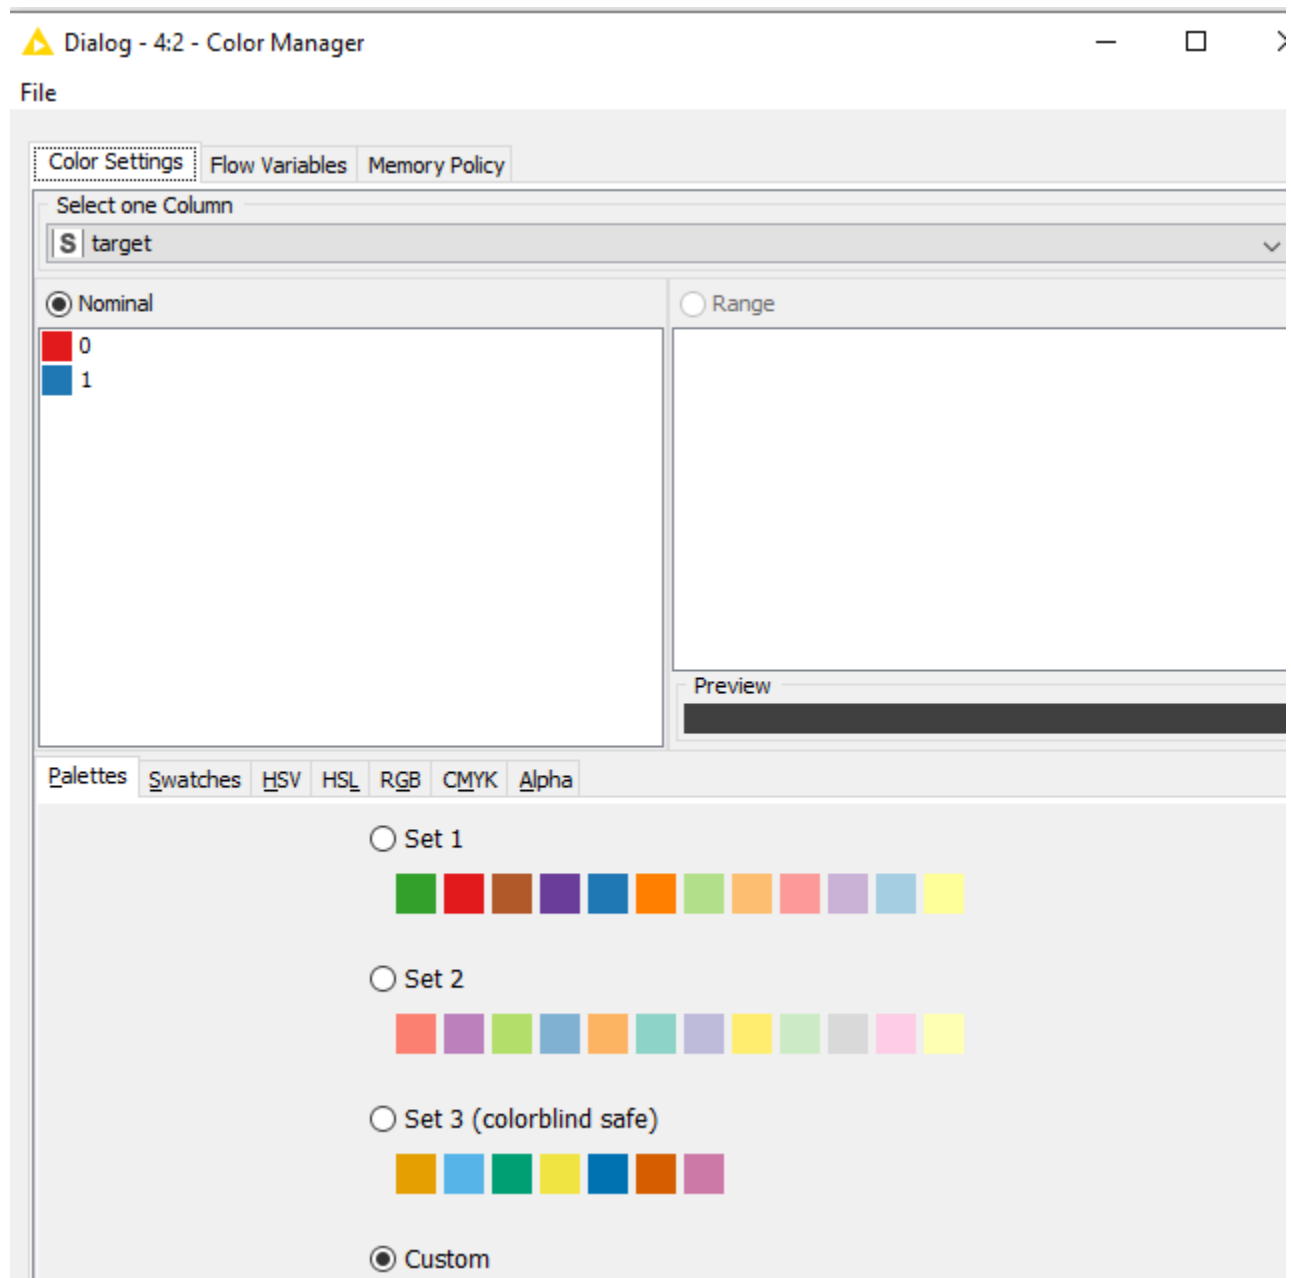 Dialog - 4:2 - Color Manager
File
Color Settings Flow Variables Memory Policy
Select one Column
S target
Nominal Range
0
1
Preview
Palettes Swatches HSV HSL RGB CMYK Alpha
Set 1
Set 2
Set 3 (colorblind safe)
Custom